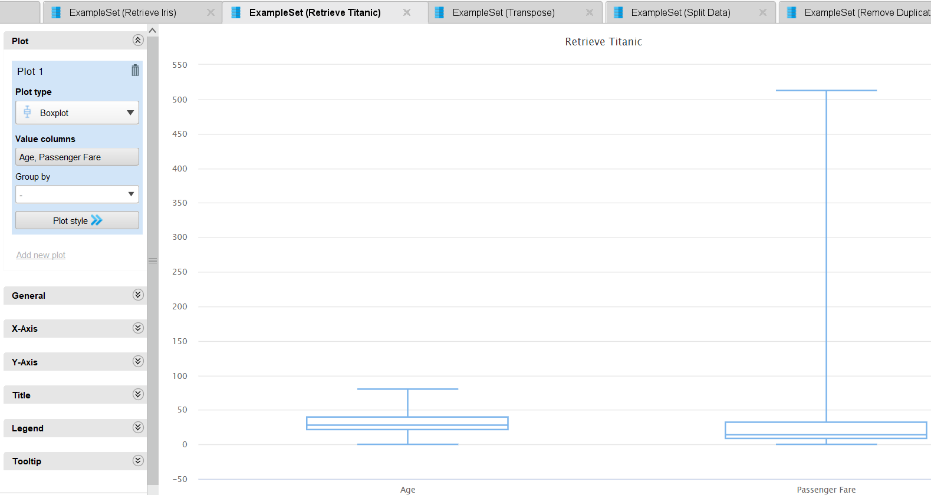 ExampleSet (Retrieve Iris)
ExampleSet (Retrieve Titanic)
ExampleSet (Transpose)
ExampleSet (Split Data)
ExampleSet (Remove Duplicat
Plot
Plot 1
Plot type
Boxplot
Value columns
Age, Passenger Fare
Group by
-
Plot style
Add new plot
General
X-Axis
Y-Axis
Title
Legend
Tooltip
Retrieve Titanic
550
500
450
400
350
300
250
200
150
100
50
0
-50
Age
Passenger Fare